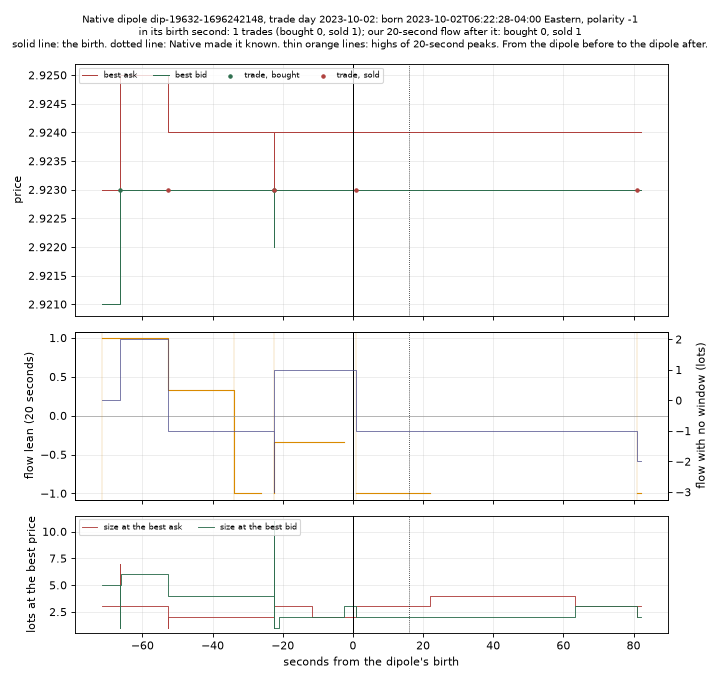 Native dipole dip-19632-1696242148, trade day 2023-10-02: born 2023-10-02T06:22:28-04:00 Eastern, polarity -1
in its birth second: 1 trades (bought 0, sold 1); our 20-second flow after it: bought 0, sold 1
solid line: the birth. dotted line: Native made it known. thin orange lines: highs of 20-second peaks. From the dipole before to the dipole after.
best ask
best bid
trade, bought
trade, sold
2.9250
2.9245
2.9240
2.9235
2.9230
2.9225
2.9220
2.9215
2.9210
price
1.0
0.5
0.0
−0.5
−1.0
flow lean (20 seconds)
2
1
0
−1
−2
−3
flow with no window (lots)
size at the best ask
size at the best bid
10.0
7.5
5.0
2.5
lots at the best price
−60
−40
−20
0
20
40
60
80
seconds from the dipole's birth